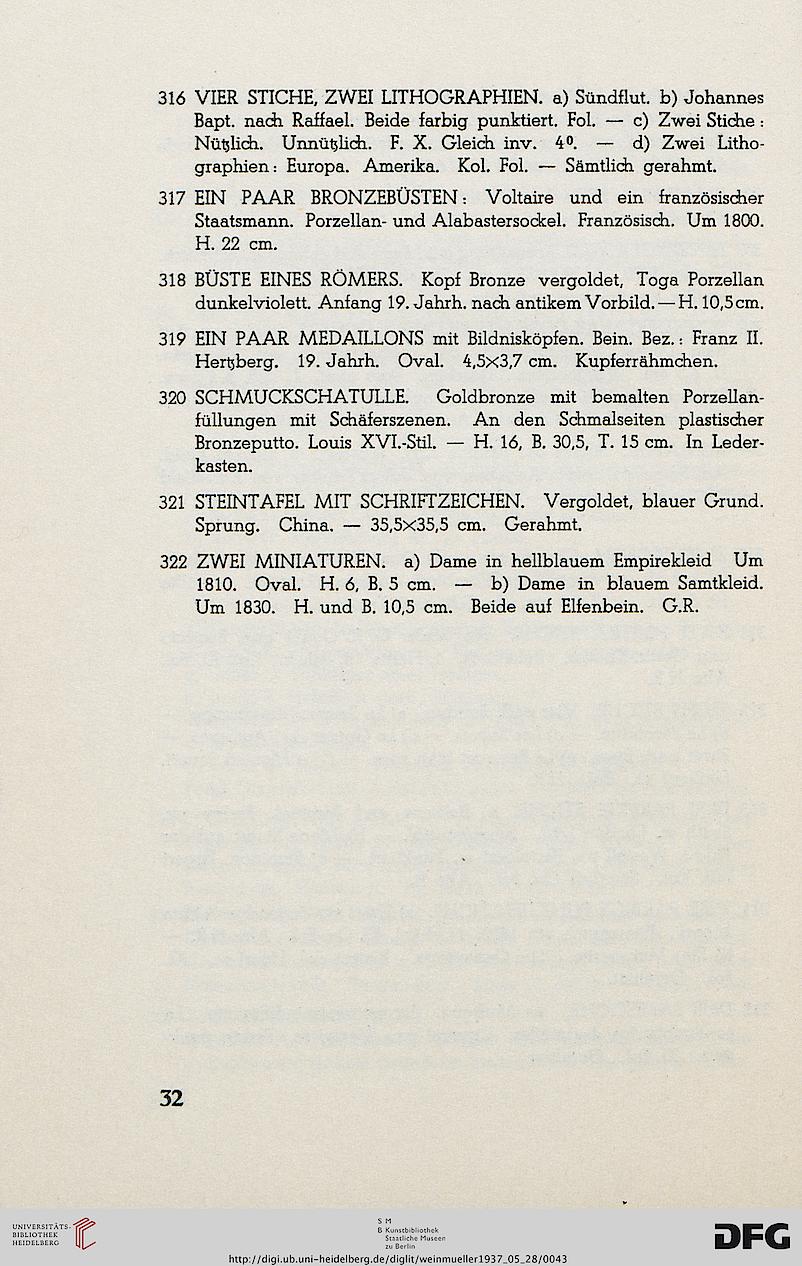 316 VIER STICHE, ZWEI LITHOGRAPHIEN. a) Sündflut. b) Johannes
Bapt. nach Raffael. Beide farbig punktiert. Fol. — c) Zwei Stiche :
Nützlich. Unnützlich. F. X. Gleich inv. 4⁰. — d) Zwei Litho-
graphien : Europa. Amerika. Kol. Fol. — Sämtlich gerahmt.
317 EIN PAAR BRONZEBÜSTEN : Voltaire und ein französischer
Staatsmann. Porzellan- und Alabastersockel. Französisch. Um 1800.
H. 22 cm.
318 BÜSTE EINES RÖMERS. Kopf Bronze vergoldet, Toga Porzellan
dunkelviolett. Anfang 19. Jahrh. nach antikem Vorbild. — H. 10,5 cm.
319 EIN PAAR MEDAILLONS mit Bildnisköpfen. Bein. Bez. : Franz II.
Hertzberg. 19. Jahrh. Oval. 4,5×3,7 cm. Kupferrähmchen.
320 SCHMUCKSCHATULLE. Goldbronze mit bemalten Porzellan-
füllungen mit Schäferszenen. An den Schmalseiten plastischer
Bronzeputto. Louis XVI.-Stil. — H. 16, B. 30,5, T. 15 cm. In Leder-
kasten.
321 STEINTAFEL MIT SCHRIFTZEICHEN. Vergoldet, blauer Grund.
Sprung. China. — 35,5×35,5 cm. Gerahmt.
322 ZWEI MINIATUREN. a) Dame in hellblauem Empirekleid Um
1810. Oval. H. 6, B. 5 cm. — b) Dame in blauem Samtkleid.
Um 1830. H. und B. 10,5 cm. Beide auf Elfenbein. G.R.
32
UNIVERSITÄTS-
BIBLIOTHEK
HEIDELBERG
S M
B Kunstbibliothek
Staatliche Museen
zu Berlin
DFG
http://digi.ub.uni-heidelberg.de/diglit/weinmueller1937_05_28/0043